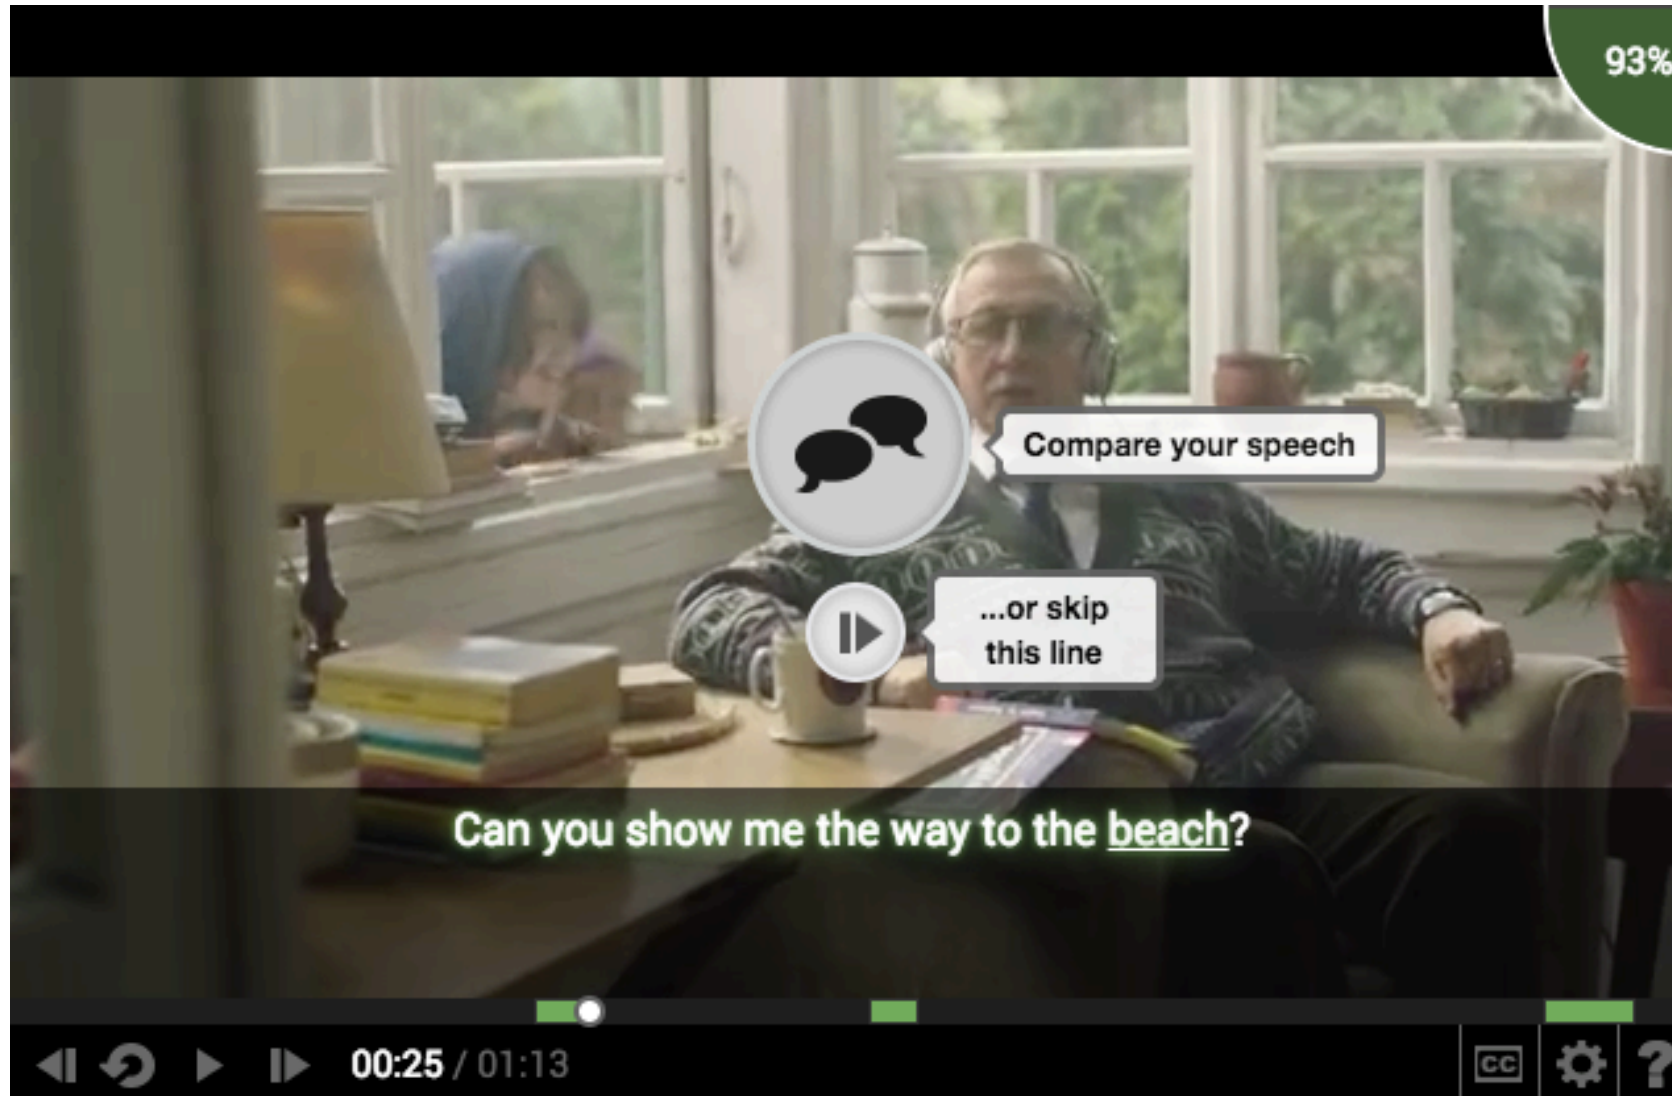 93%
Compare your speech
...or skip
this line
Can you show me the way to the beach?
00:25 / 01:13
CC
?